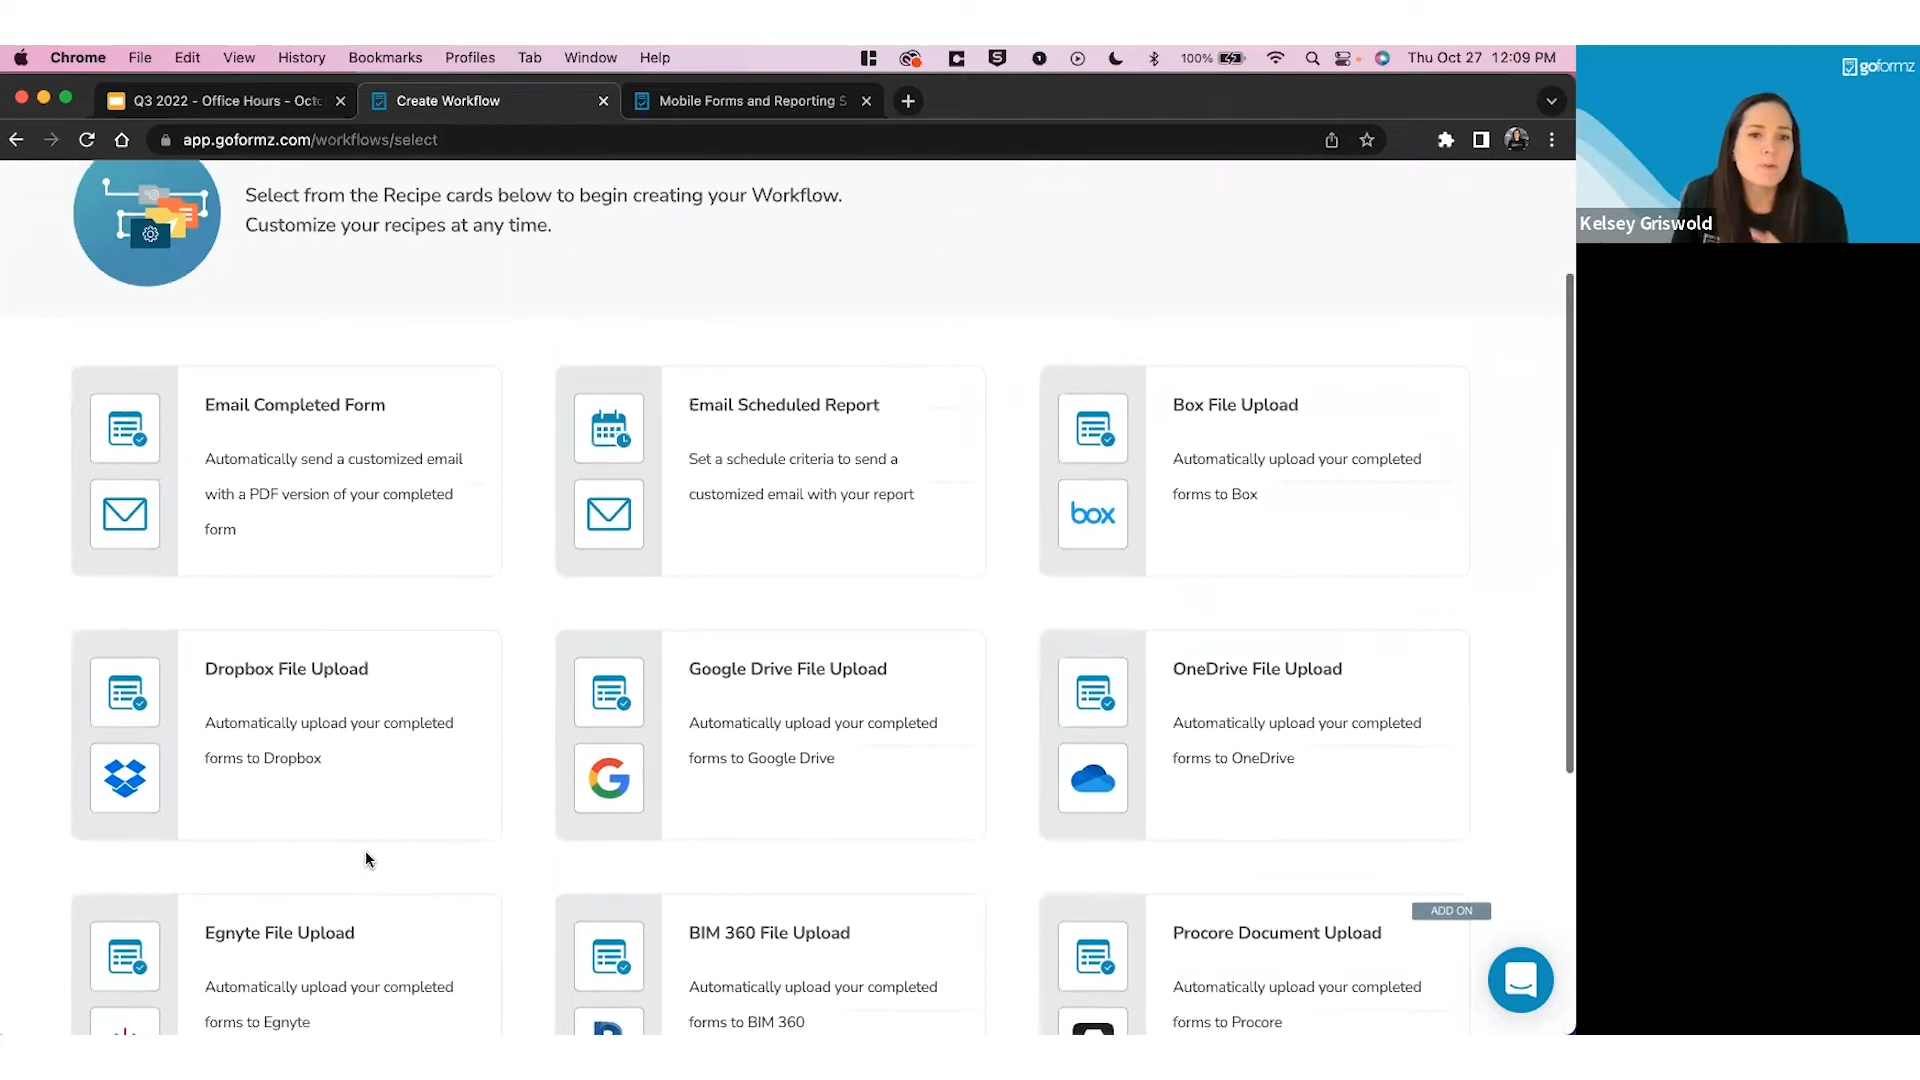 Chrome File Edit View History Bookmarks Profiles Tab Window Help 100% Thu Oct 27 12:09 PM
goformz
Q3 2022 - Office Hours - Octo
Create Workflow
Mobile Forms and Reporting S
app.goformz.com/workflows/select
Select from the Recipe cards below to begin creating your Workflow.
Customize your recipes at any time.
Kelsey Griswold
Email Completed Form
Automatically send a customized email
with a PDF version of your completed
form
Email Scheduled Report
Set a schedule criteria to send a
customized email with your report
Box File Upload
Automatically upload your completed
forms to Box
box
Dropbox File Upload
Automatically upload your completed
forms to Dropbox
Google Drive File Upload
Automatically upload your completed
forms to Google Drive
OneDrive File Upload
Automatically upload your completed
forms to OneDrive
Egnyte File Upload
Automatically upload your completed
forms to Egnyte
BIM 360 File Upload
Automatically upload your completed
forms to BIM 360
ADD ON
Procore Document Upload
Automatically upload your completed
forms to Procore